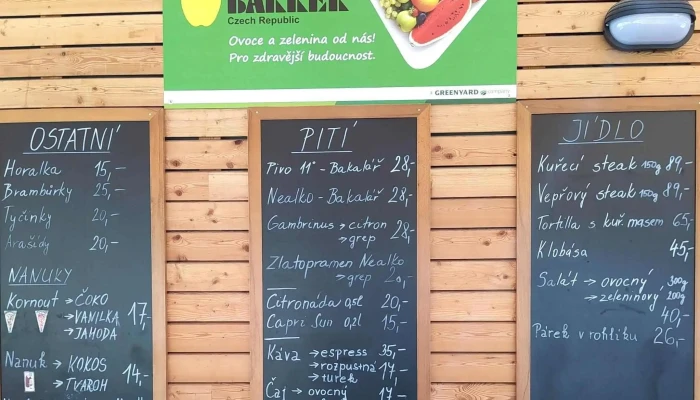 BAKKER
Czech Republic
Ovoce a zelenina od nás!
Pro zdravější budoucnost.
GREENYARD company
OSTATNÍ
Horalka 15,-
Brambůrky 25,-
Tyčinky 20,-
Arašídy 20,-
NANUKY
Kornout → ČOKO
→ VANILKA 17,-
→ JAHODA
Nanuk → KOKOS
→ TVAROH 14,-
PITÍ
Pivo 11° - Bakalář 28,-
Nealko - Bakalář 28,-
Gambrinus → citron
→ grep 28,-
Zlatopramen Nealko
→ grep 20,-
Citronáda 0,5l 20,-
Capri Sun 0,2l 15,-
Káva → espress 35,-
→ rozpustná 17,-
→ turek
Čaj → ovocný 17,-
JÍDLO
Kuřecí steak 150g 89,-
Vepřový steak 150g 89,-
Tortilla s kuř. masem 65,-
Klobása 45,-
Salát → ovocný 300g
→ zeleninový 200g
40,-
Párek v rohlíku 26,-